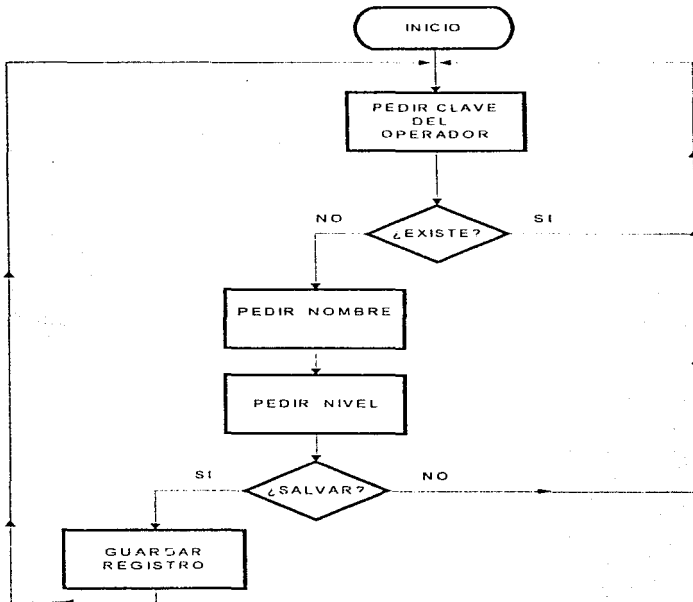 INICIO
PEDIR CLAVE
DEL
OPERADOR
NO
SI
¿EXISTE?
PEDIR NOMBRE
PEDIR NIVEL
SI
NO
¿SALVAR?
GUARDAR
REGISTRO